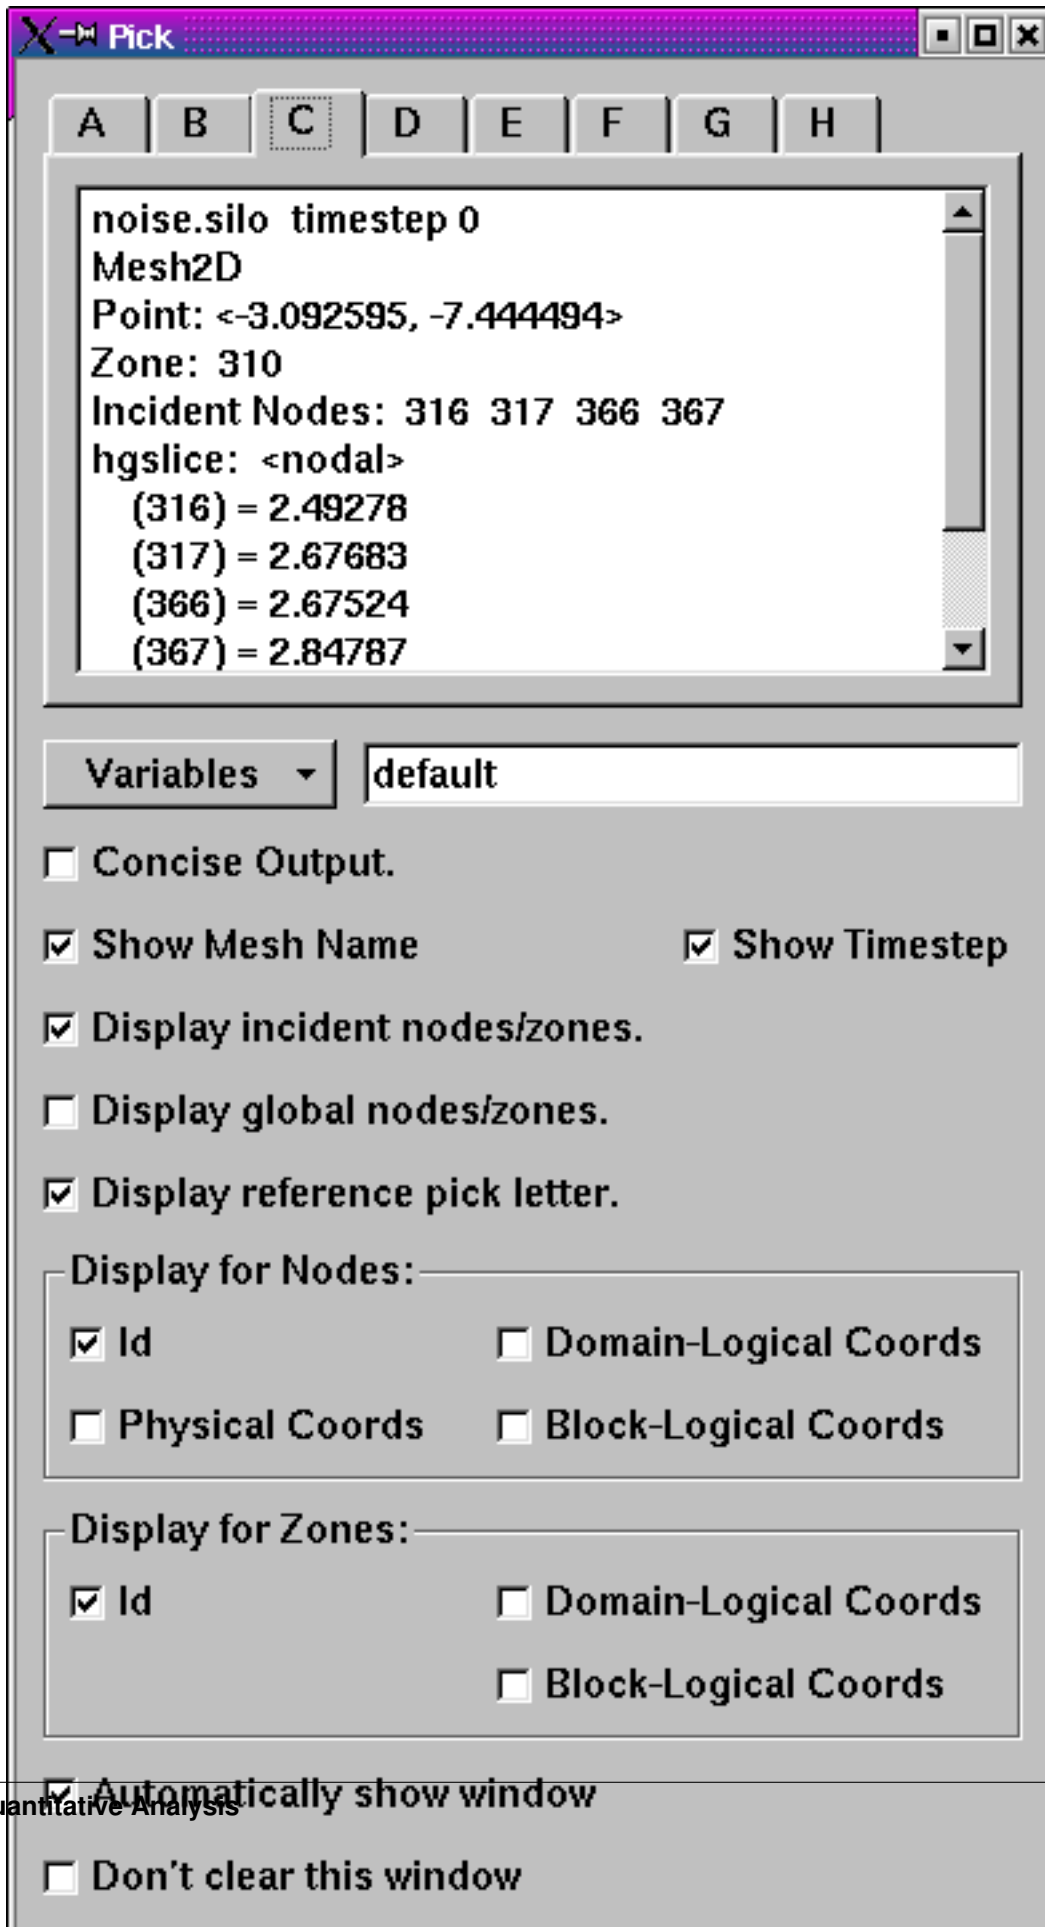 Pick
A B C D E F G H
noise.silo timestep 0
Mesh2D
Point: <-3.092595, -7.444494>
Zone: 310
Incident Nodes: 316 317 366 367
hgslice: <nodal>
(316) = 2.49278
(317) = 2.67683
(366) = 2.67524
(367) = 2.84787
Variables default
Concise Output.
Show Mesh Name Show Timestep
Display incident nodes/zones.
Display global nodes/zones.
Display reference pick letter.
Display for Nodes:
Id Domain-Logical Coords
Physical Coords Block-Logical Coords
Display for Zones:
Id Domain-Logical Coords
Block-Logical Coords
Automatically show window
uantitative Analysis
Don't clear this window